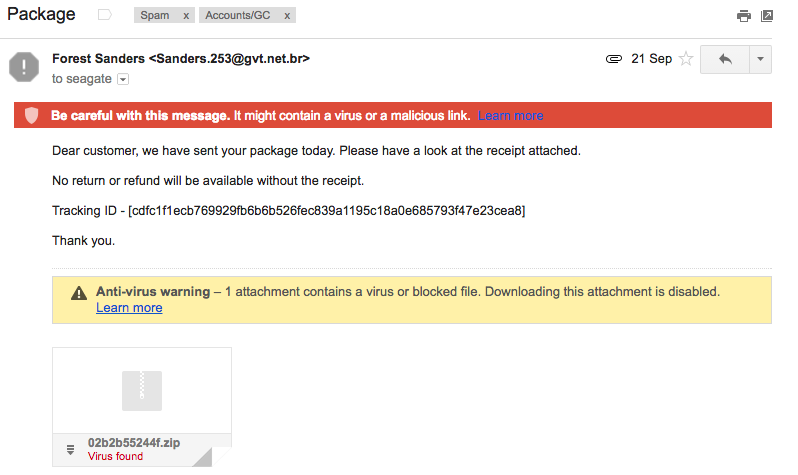 Package
Spam x Accounts/GC x
Forest Sanders <Sanders.253@gvt.net.br>
21 Sep
to seagate
Be careful with this message. It might contain a virus or a malicious link. Learn more
Dear customer, we have sent your package today. Please have a look at the receipt attached.
No return or refund will be available without the receipt.
Tracking ID - [cdfc1f1ecb769929fb6b6b526fec839a1195c18a0e685793f47e23cea8]
Thank you.
Anti-virus warning – 1 attachment contains a virus or blocked file. Downloading this attachment is disabled.
Learn more
02b2b55244f.zip
Virus found